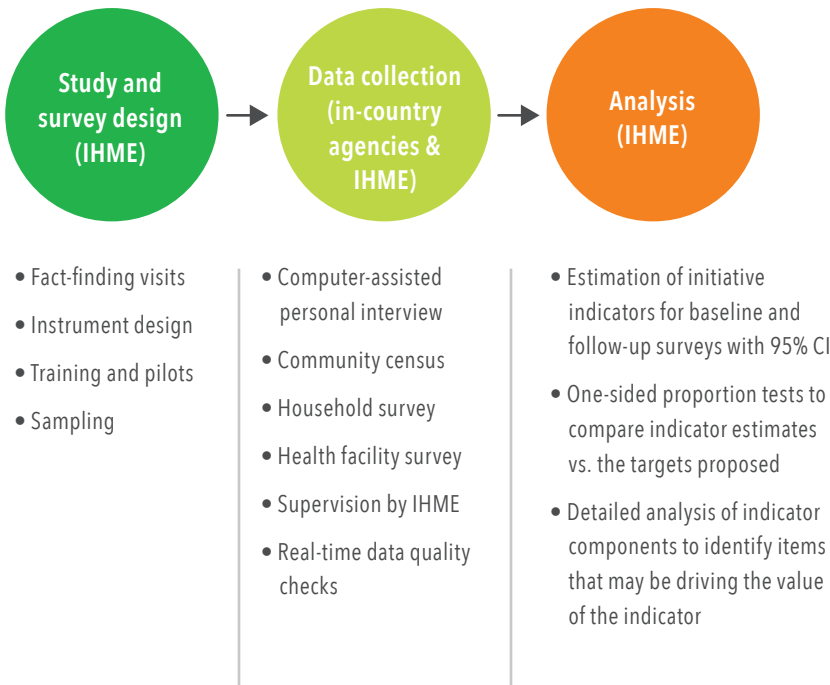 Study and
survey design
(IHME)
Data collection
(in-country
agencies &
IHME)
Analysis
(IHME)
• Fact-finding visits
• Instrument design
• Training and pilots
• Sampling
• Computer-assisted
personal interview
• Community census
• Household survey
• Health facility survey
• Supervision by IHME
• Real-time data quality
checks
• Estimation of initiative
indicators for baseline and
follow-up surveys with 95% CI
• One-sided proportion tests to
compare indicator estimates
vs. the targets proposed
• Detailed analysis of indicator
components to identify items
that may be driving the value
of the indicator